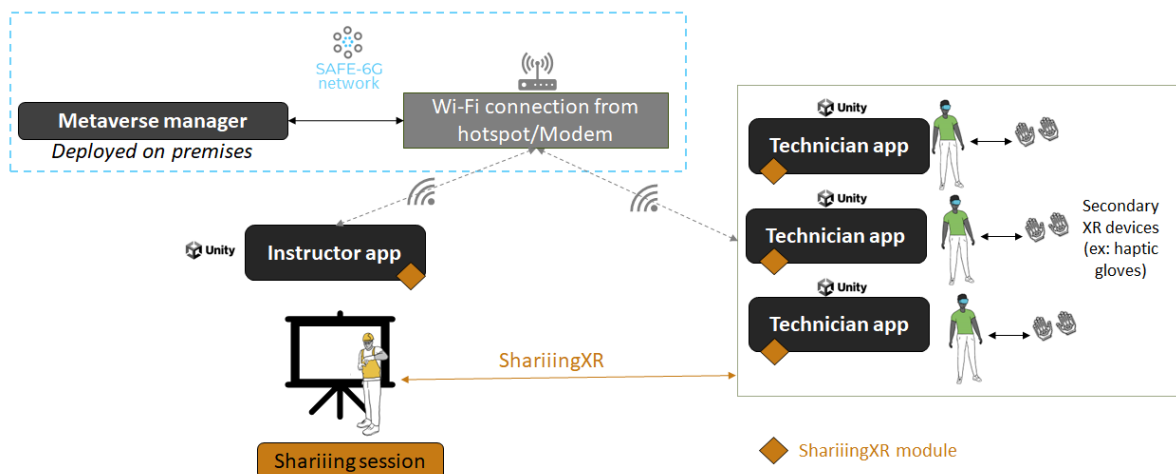 SAFE-6G
network
Metaverse manager
Deployed on premises
Wi-Fi connection from
hotspot/Modem
Unity
Instructor app
Unity
Technician app
Unity
Technician app
Unity
Technician app
Secondary
XR devices
(ex: haptic
gloves)
ShariiingXR
Shariiing session
ShariiingXR module